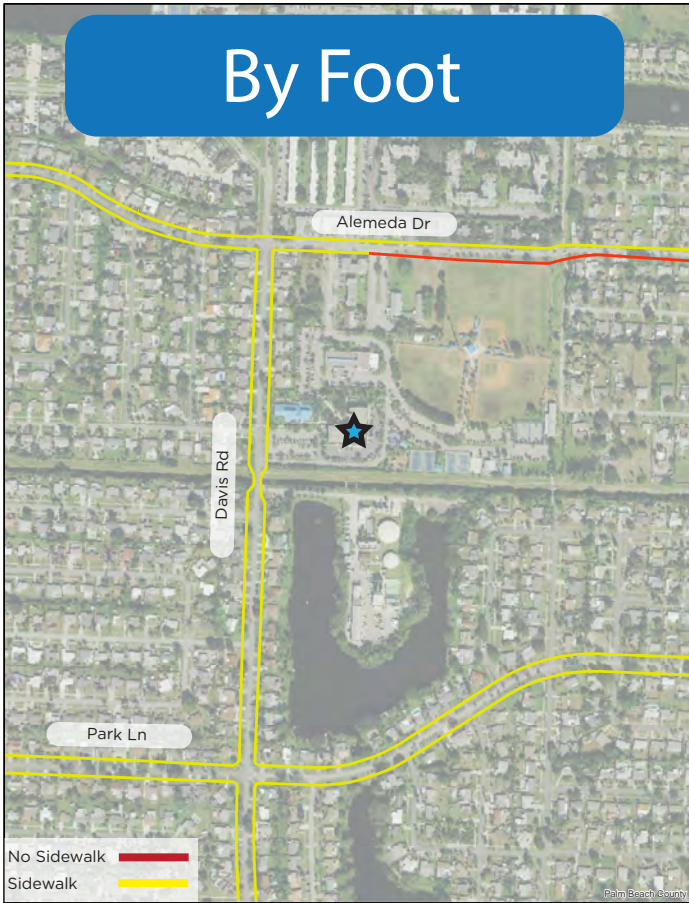 By Foot
Alemeda Dr
Davis Rd
Park Ln
No Sidewalk
Sidewalk
Palm Beach County